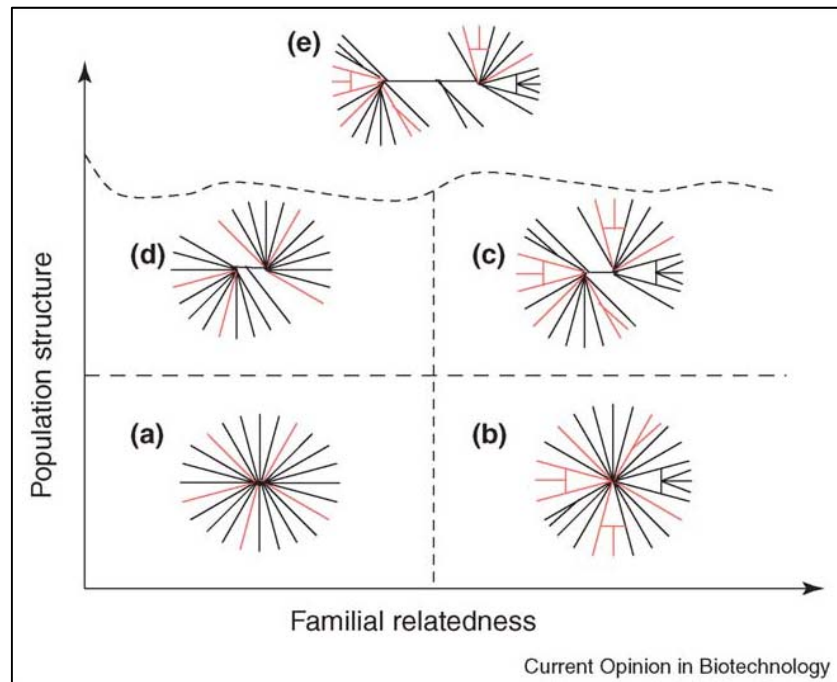 (e)
(d)
(c)
(a)
(b)
Population structure
Familial relatedness
Current Opinion in Biotechnology